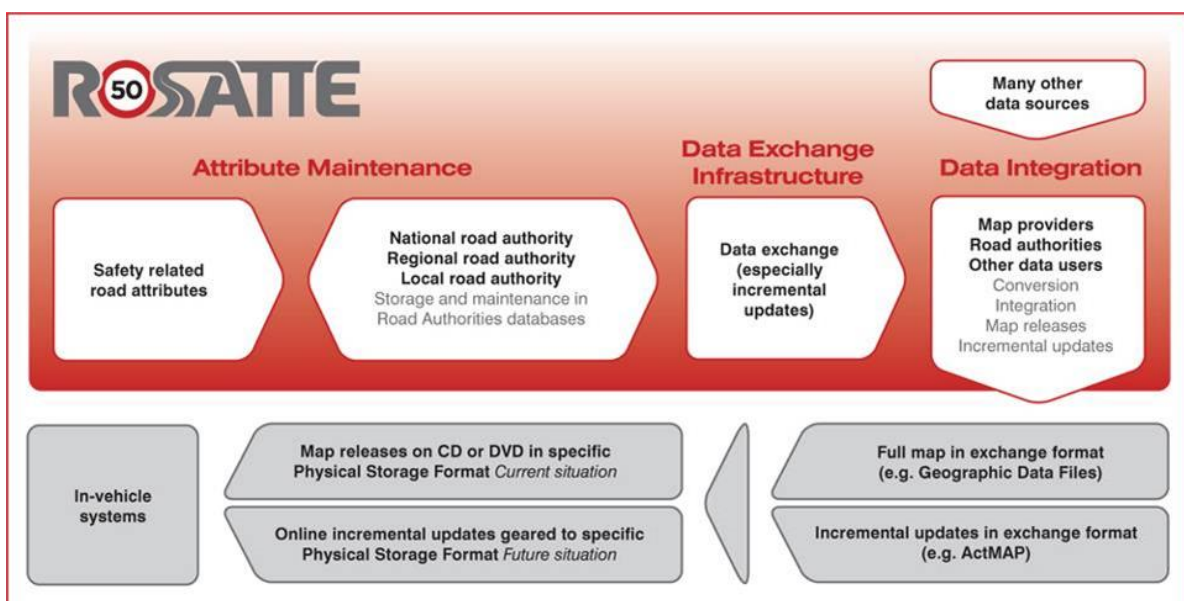 ROSATTE
50
Many other
data sources
Attribute Maintenance
Data Exchange
Infrastructure
Data Integration
Safety related
road attributes
National road authority
Regional road authority
Local road authority
Storage and maintenance in
Road Authorities databases
Data exchange
(especially
incremental
updates)
Map providers
Road authorities
Other data users
Conversion
Integration
Map releases
Incremental updates
In-vehicle
systems
Map releases on CD or DVD in specific
Physical Storage Format Current situation
Online incremental updates geared to specific
Physical Storage Format Future situation
Full map in exchange format
(e.g. Geographic Data Files)
Incremental updates in exchange format
(e.g. ActMAP)